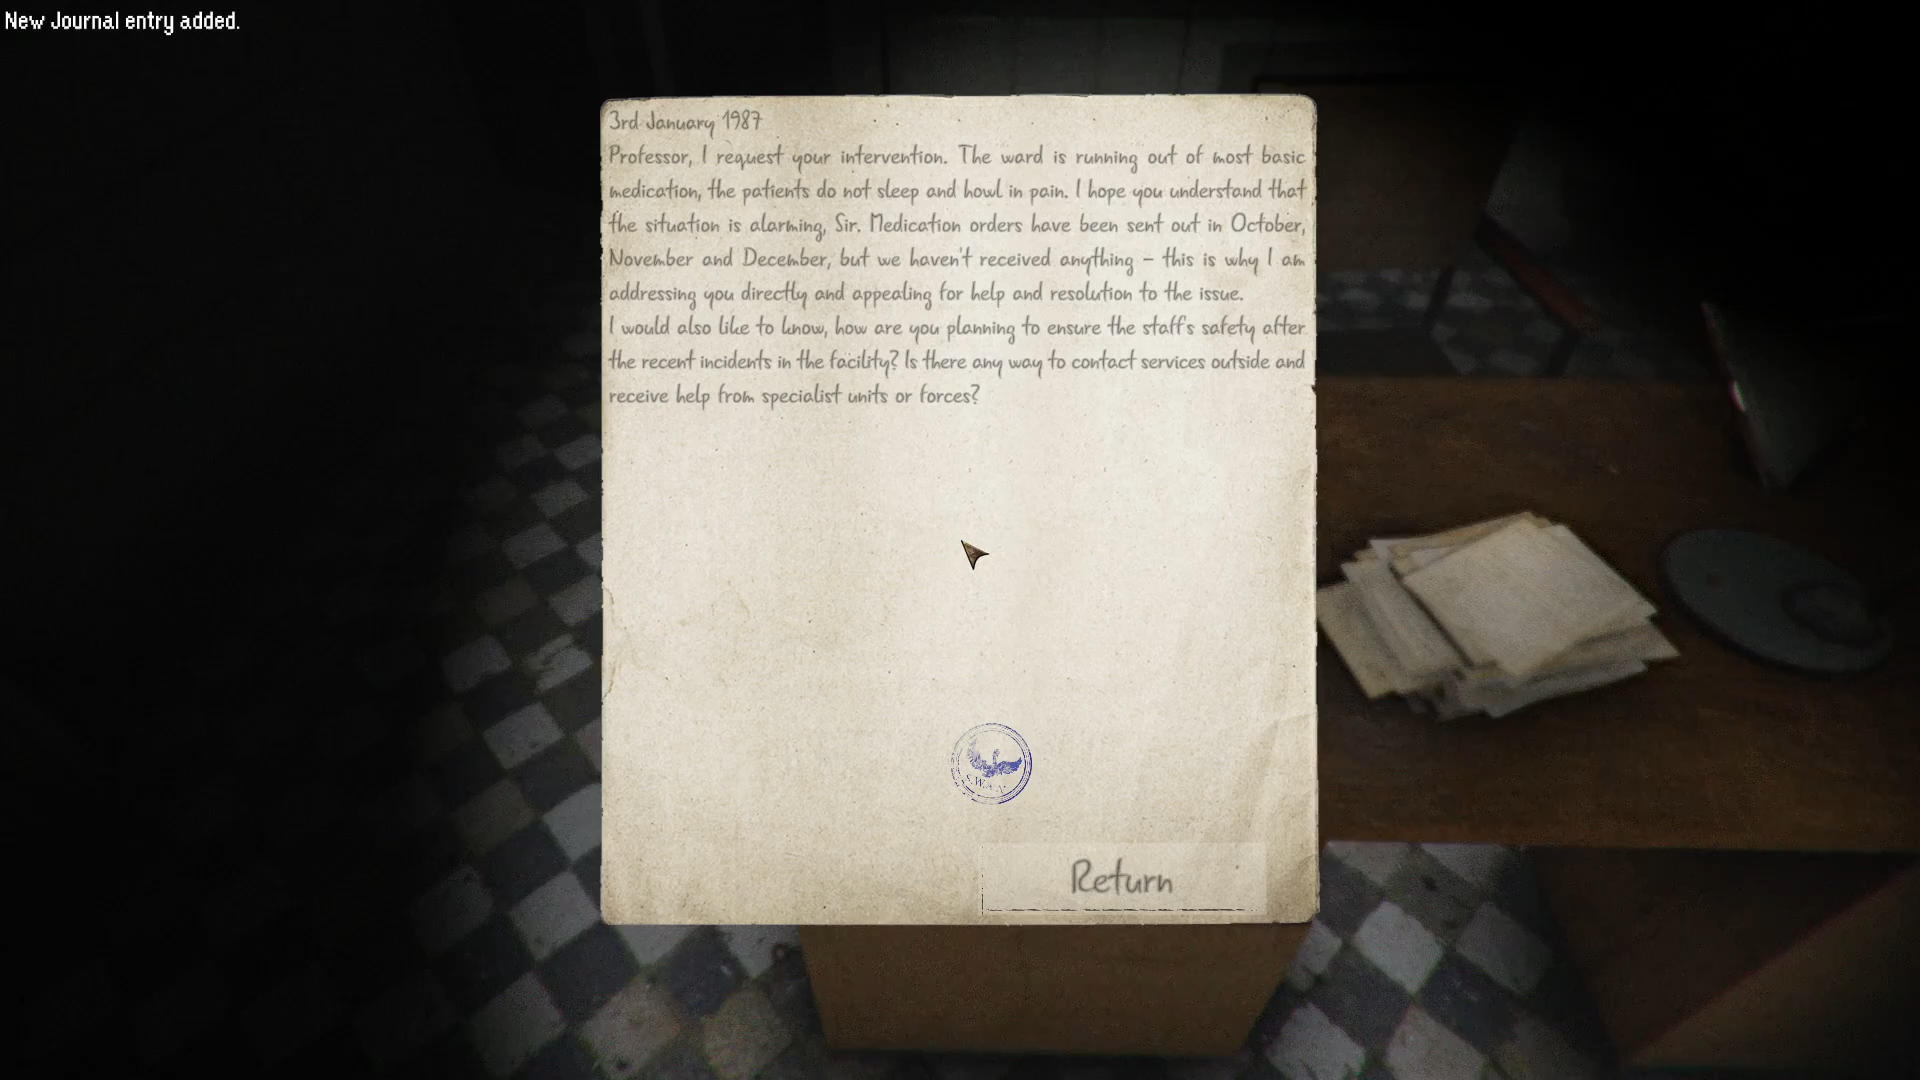 New Journal entry added.
3rd January 1987
Professor, I request your intervention. The ward is running out of most basic
medication, the patients do not sleep and howl in pain. I hope you understand that
the situation is alarming, Sir. Medication orders have been sent out in October,
November and December, but we haven't received anything – this is why I am
addressing you directly and appealing for help and resolution to the issue.
I would also like to know, how are you planning to ensure the staff's safety after
the recent incidents in the facility? Is there any way to contact services outside and
receive help from specialist units or forces?
Return